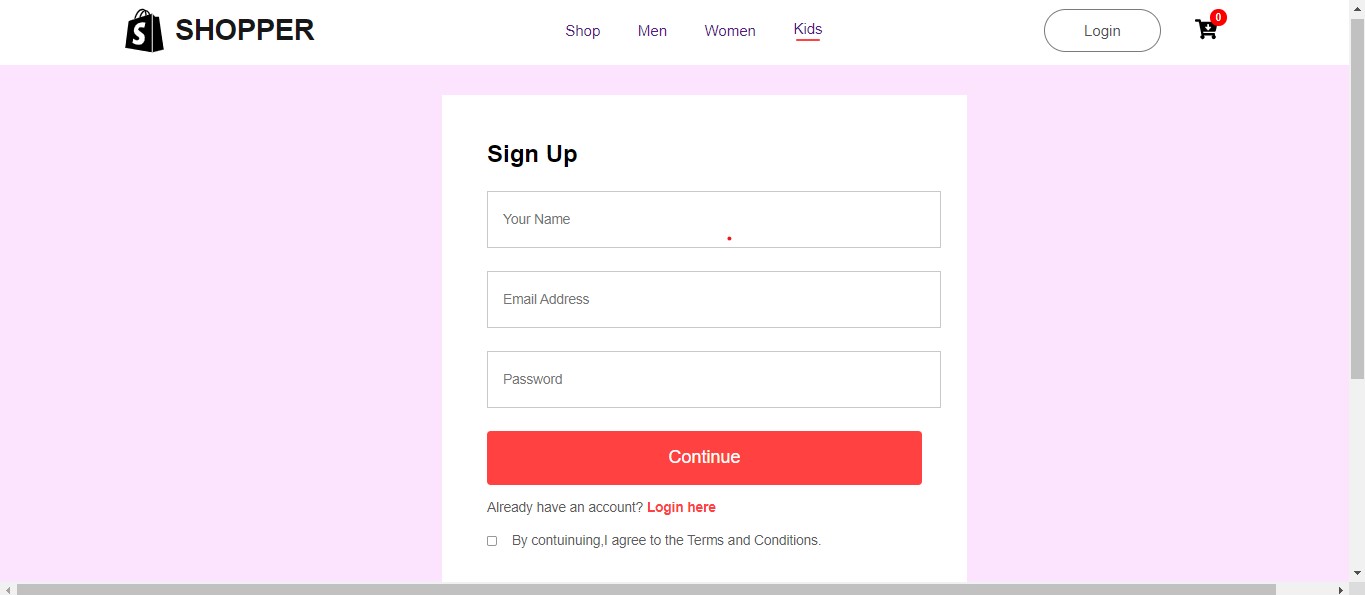 SHOPPER
Shop Men Women Kids
Login
0
Sign Up
Your Name
Email Address
Password
Continue
Already have an account? Login here
By contuinuing,I agree to the Terms and Conditions.